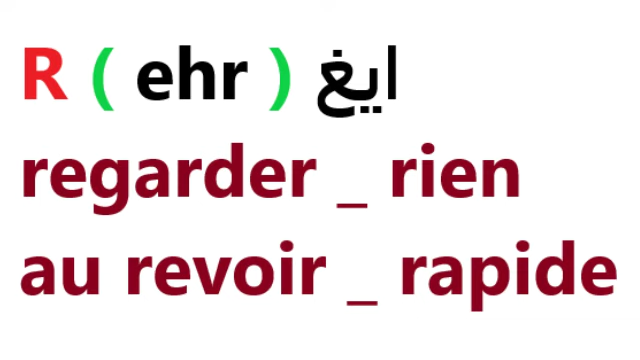 R ( ehr ) ايغ
regarder _ rien
au revoir _ rapide